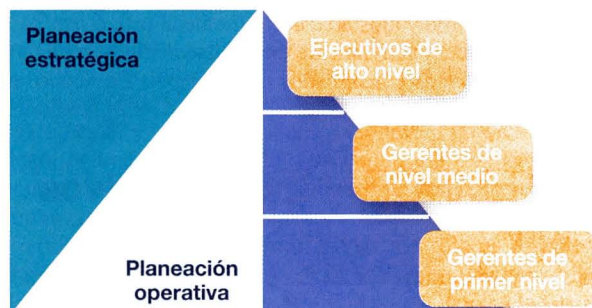 Planeación
estratégica
Ejecutivos de
alto nivel
Gerentes de
nivel medio
Planeación
operativa
Gerentes de
primer nivel